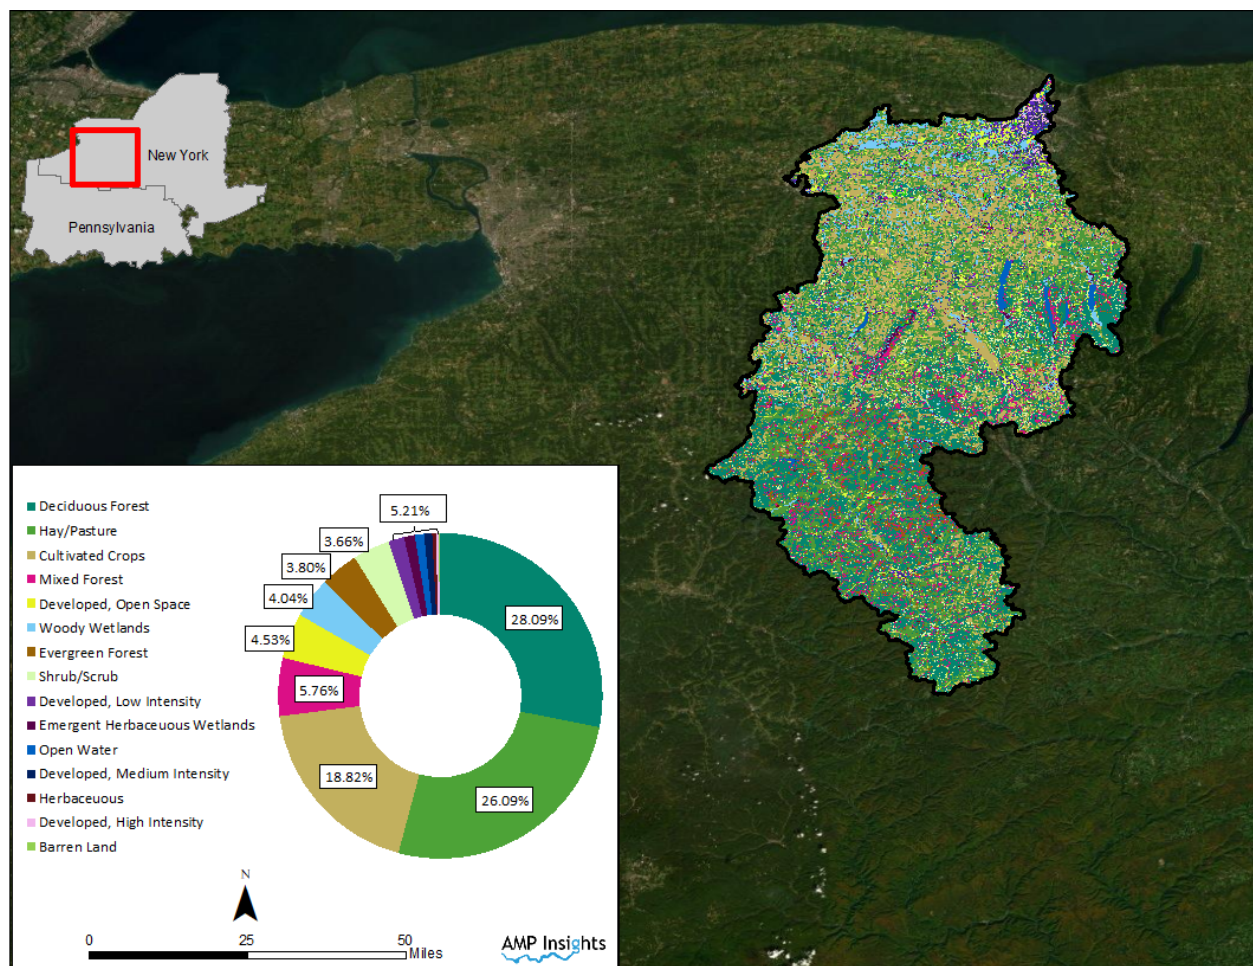 New York
Pennsylvania
Deciduous Forest
Hay/Pasture
Cultivated Crops
Mixed Forest
Developed, Open Space
Woody Wetlands
Evergreen Forest
Shrub/Scrub
Developed, Low Intensity
Emergent Herbaceuous Wetlands
Open Water
Developed, Medium Intensity
Herbaceuous
Developed, High Intensity
Barren Land
5.21%
3.66%
3.80%
4.04%
4.53%
5.76%
18.82%
26.09%
28.09%
N
0 25 50
Miles
AMP Insights